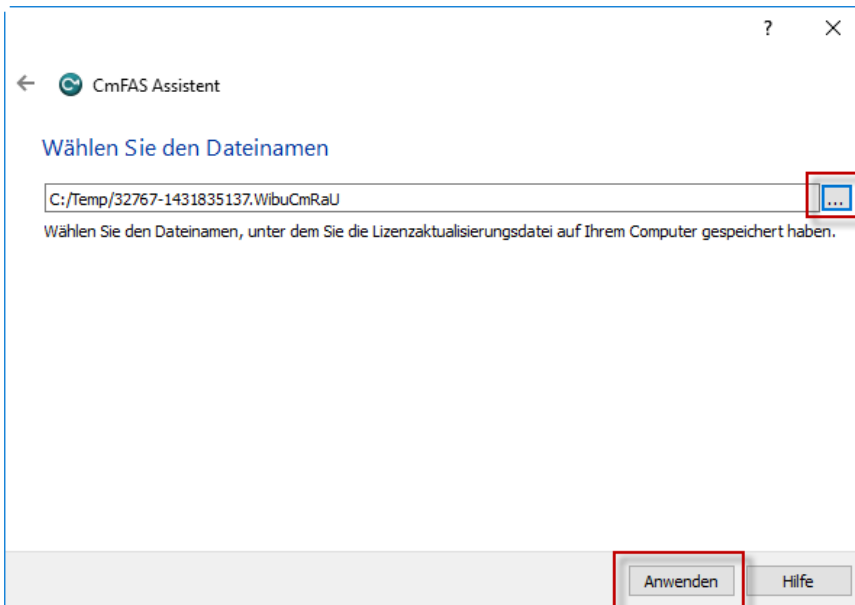 ?
CmFAS Assistent
Wählen Sie den Dateinamen
C:/Temp/32767-1431835137.WibuCmRaU
...
Wählen Sie den Dateinamen, unter dem Sie die Lizenzaktualisierungsdatei auf Ihrem Computer gespeichert haben.
Anwenden
Hilfe